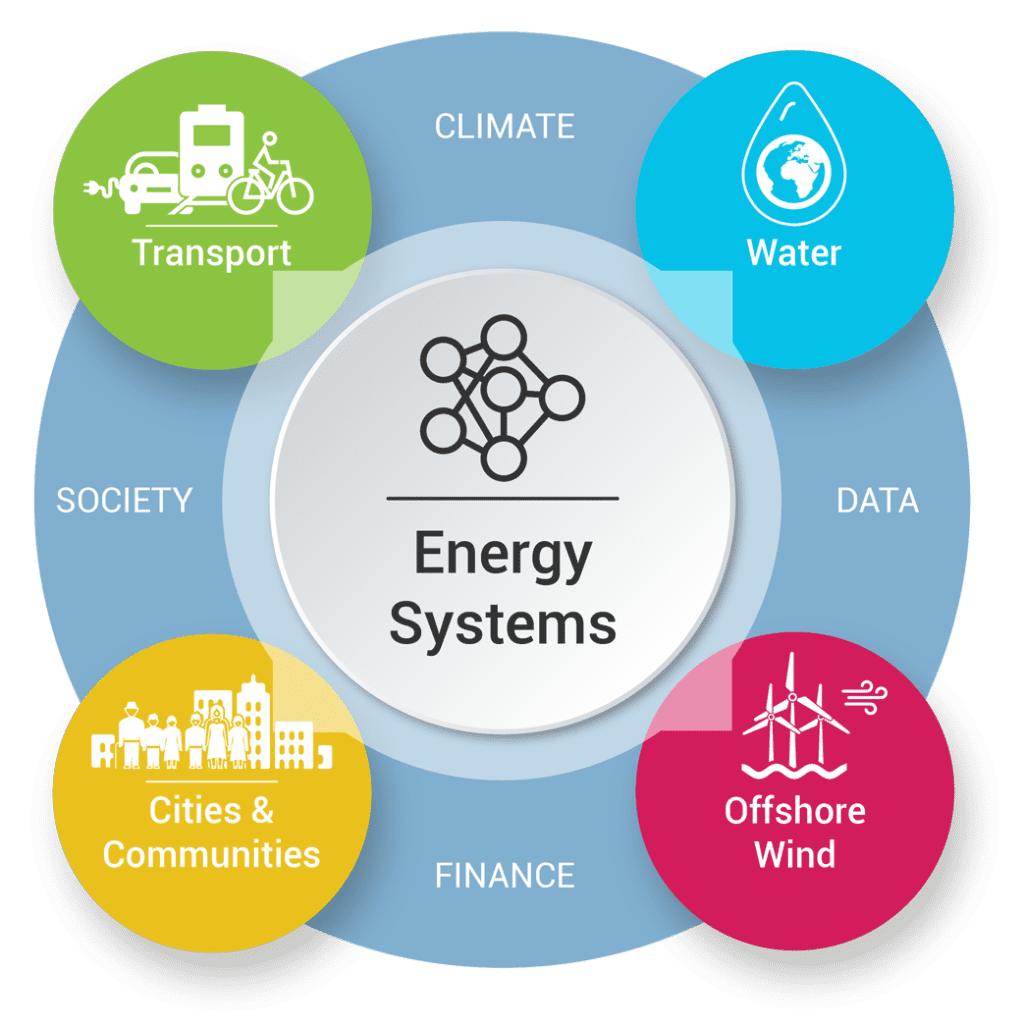 CLIMATE
Transport
Water
SOCIETY
Energy
Systems
DATA
Cities &
Communities
Offshore
Wind
FINANCE